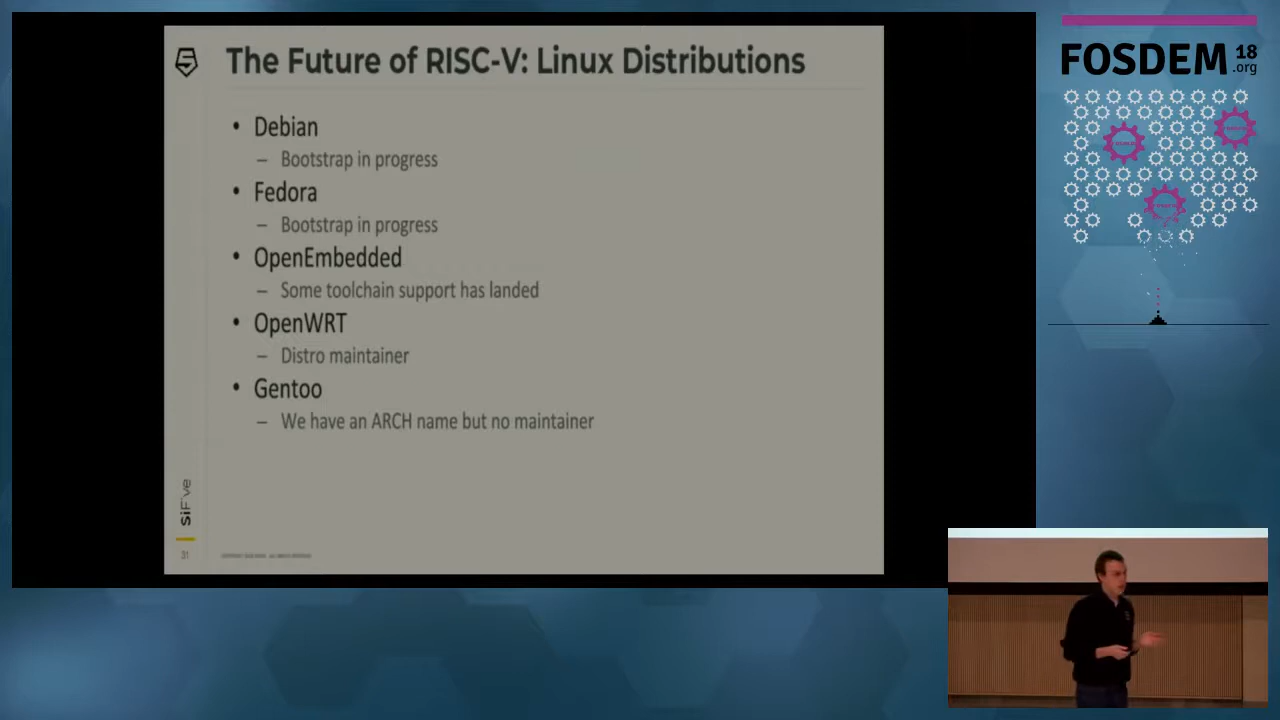 The Future of RISC-V: Linux Distributions
• Debian
– Bootstrap in progress
• Fedora
– Bootstrap in progress
• OpenEmbedded
– Some toolchain support has landed
• OpenWRT
– Distro maintainer
• Gentoo
– We have an ARCH name but no maintainer
SiFive
31
FOSDEM 18
.org